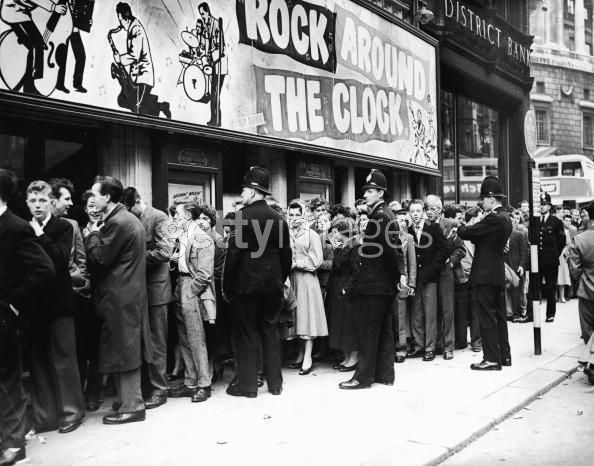 ROCK AROUND
THE CLOCK
DISTRICT BANK
gettyimages